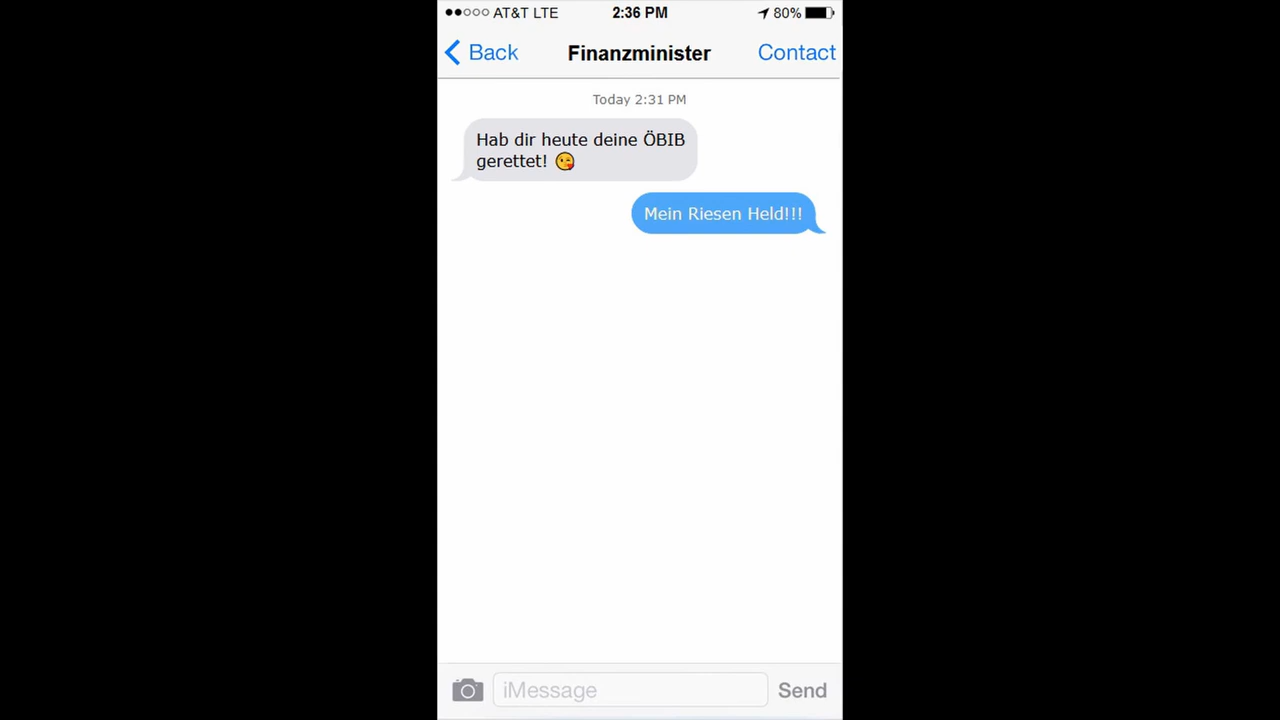 AT&T LTE 2:36 PM 80%
Back Finanzminister Contact
Today 2:31 PM
Hab dir heute deine ÖBIB
gerettet! 😘
Mein Riesen Held!!!
iMessage Send